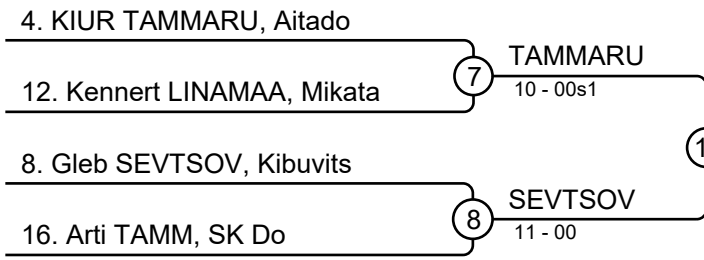 4. KIUR TAMMARU, Aitado
7
TAMMARU
10 - 00s1
12. Kennert LINAMAA, Mikata
8. Gleb SEVTSOV, Kibuvits
8
SEVTSOV
11 - 00
16. Arti TAMM, SK Do